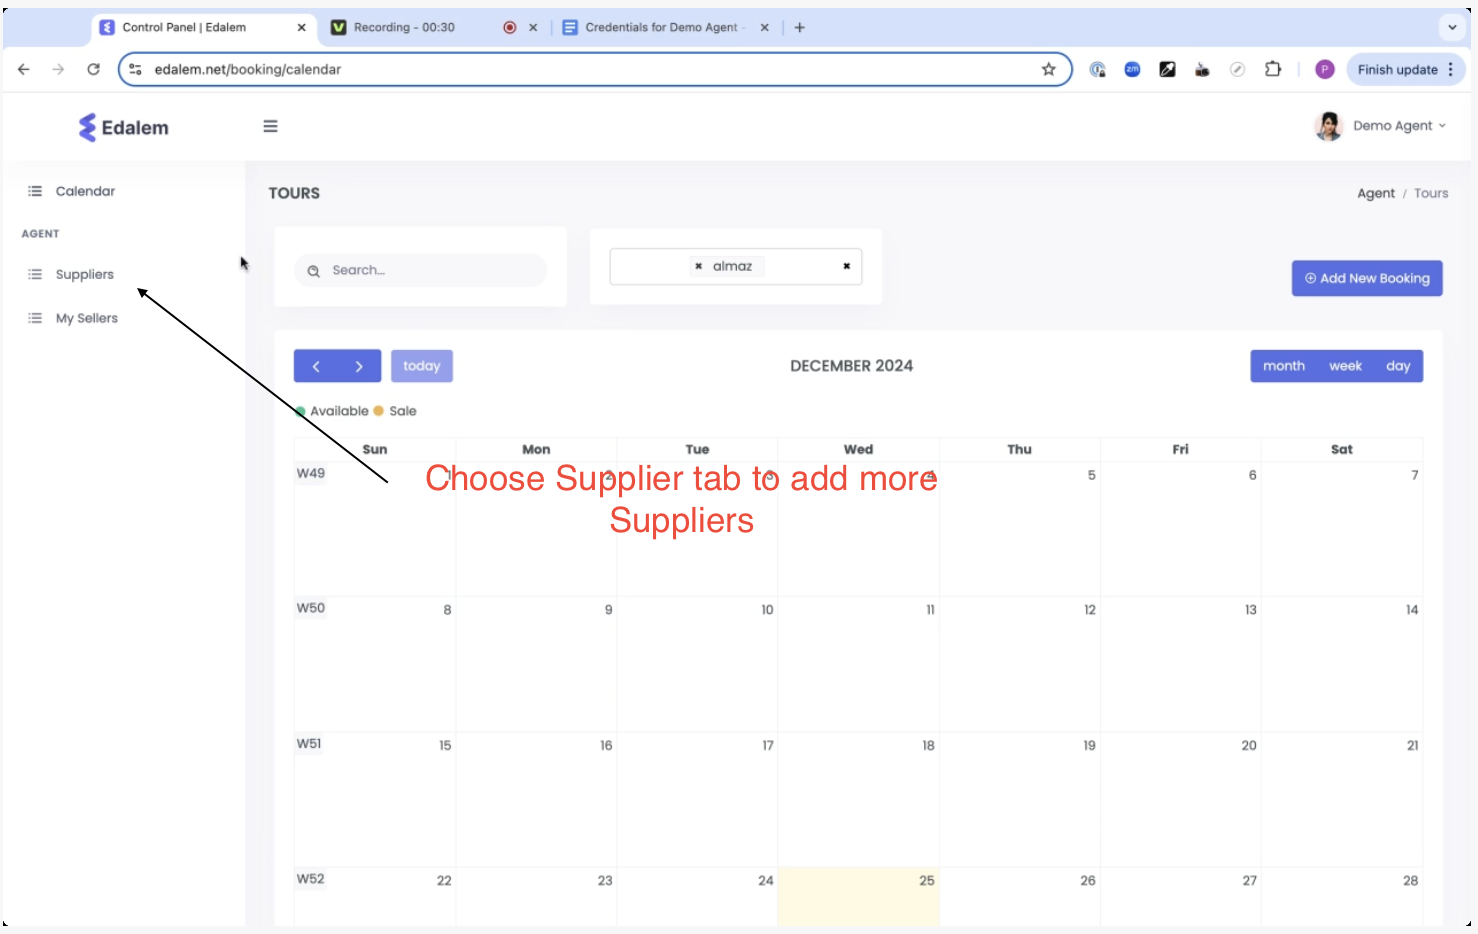 Control Panel | Edalem
Recording - 00:30
Credentials for Demo Agent -
edalem.net/booking/calendar
zm
P
Finish update
Edalem
Demo Agent
Calendar
AGENT
Suppliers
My Sellers
TOURS
Agent / Tours
Search...
× almaz ×
Add New Booking
today
DECEMBER 2024
month week day
Available Sale
Sun Mon Tue Wed Thu Fri Sat
W49 1 2 3 4 5 6 7
Choose Supplier tab to add more
Suppliers
W50 8 9 10 11 12 13 14
W51 15 16 17 18 19 20 21
W52 22 23 24 25 26 27 28